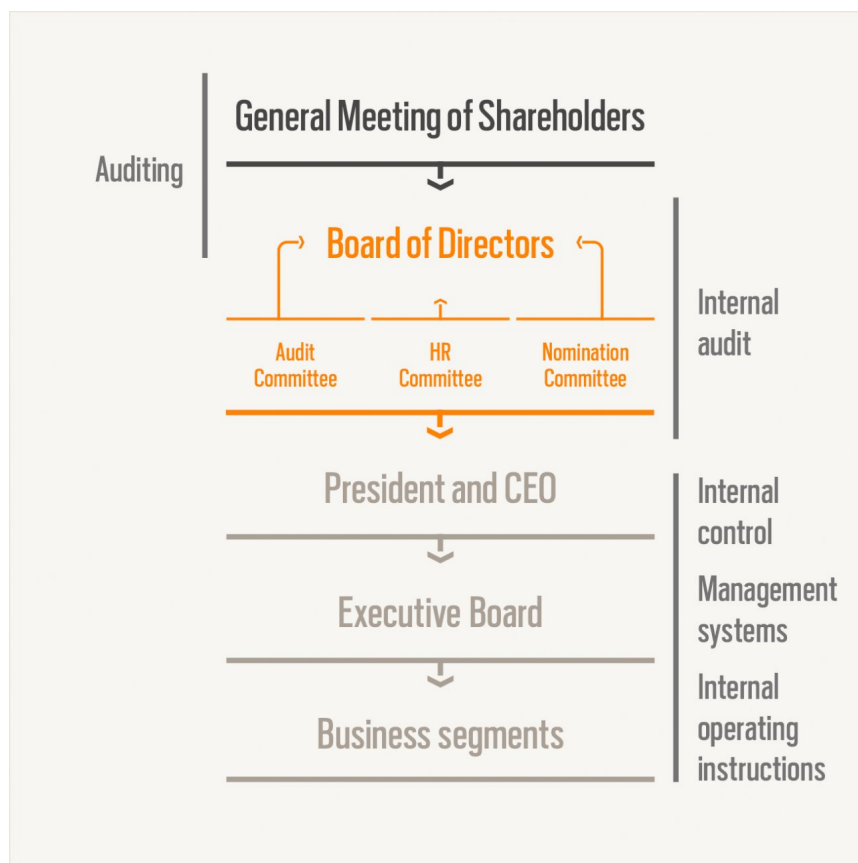 General Meeting of Shareholders
Auditing
Board of Directors
Internal
audit
Audit
Committee
HR
Committee
Nomination
Committee
President and CEO
Internal
control
Executive Board
Management
systems
Business segments
Internal
operating
instructions